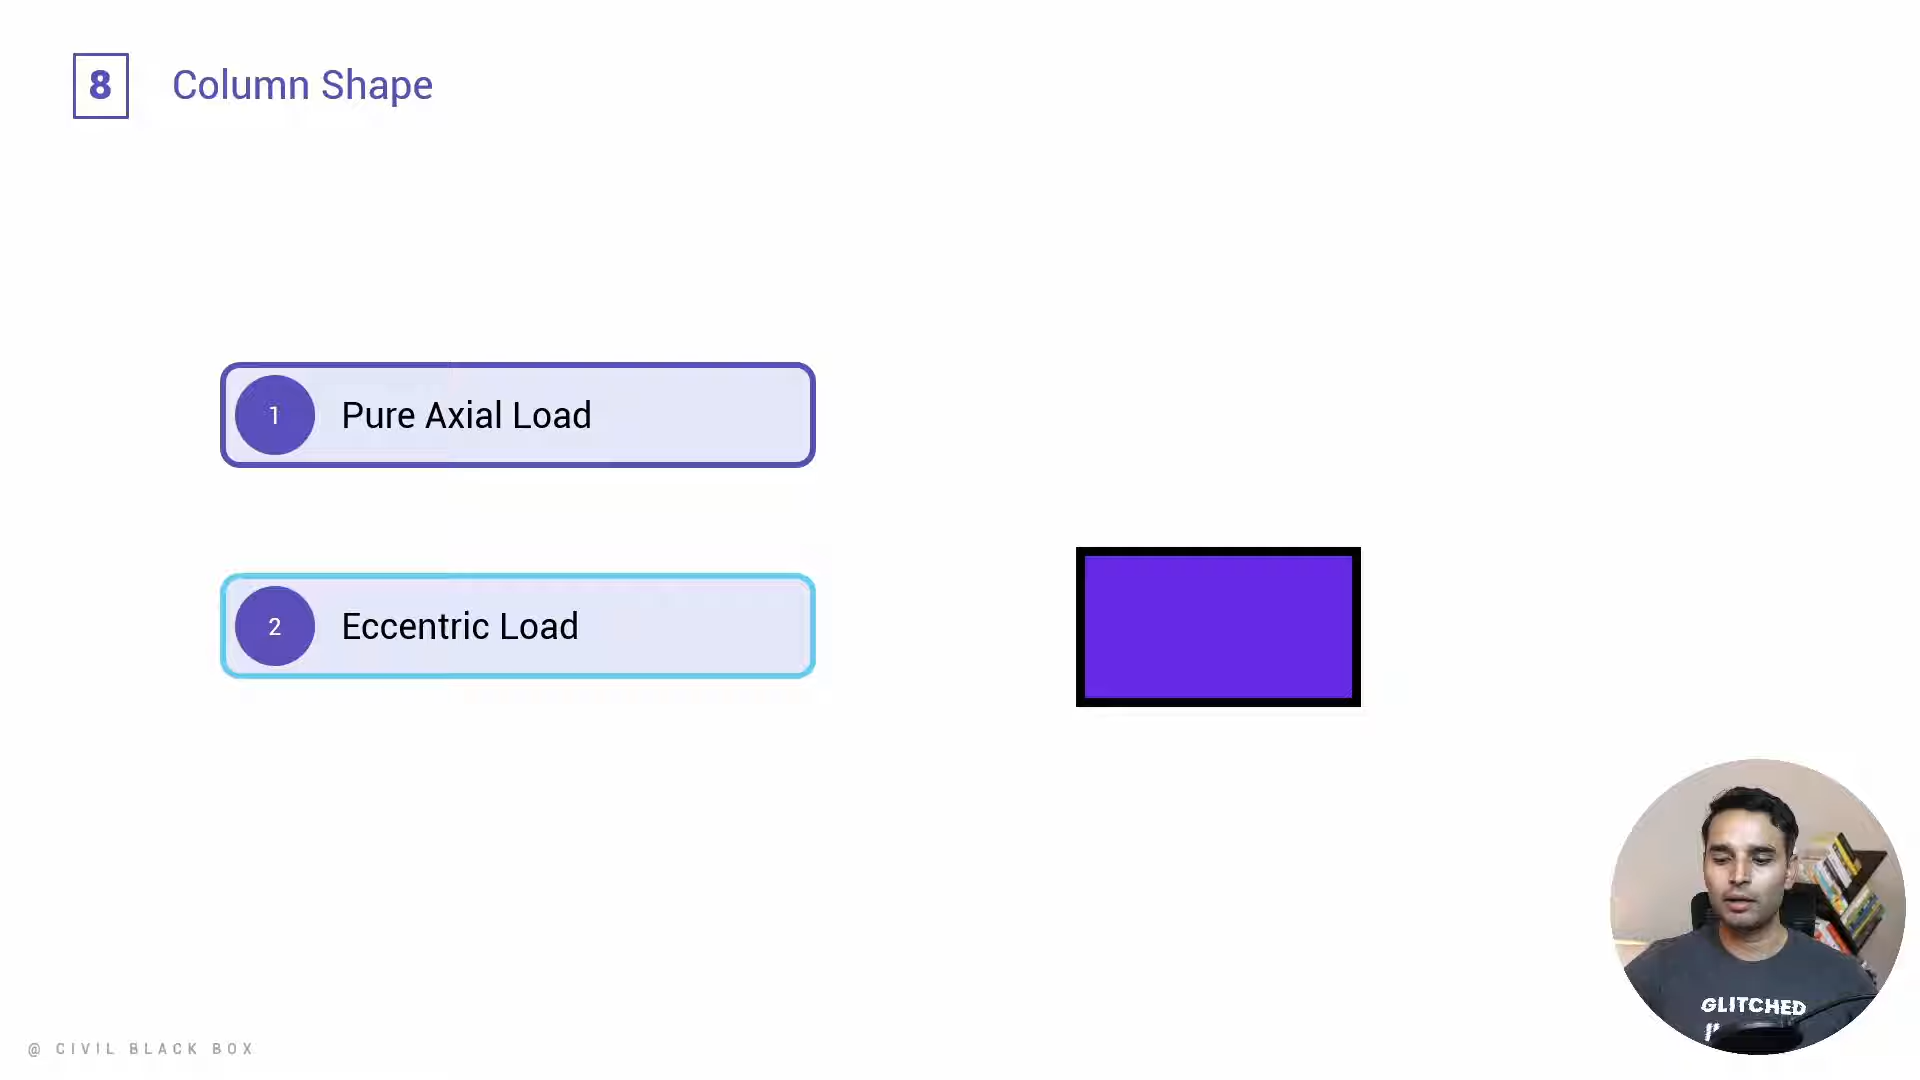 8 Column Shape
1 Pure Axial Load
2 Eccentric Load
GLITCHED
@ CIVIL BLACK BOX